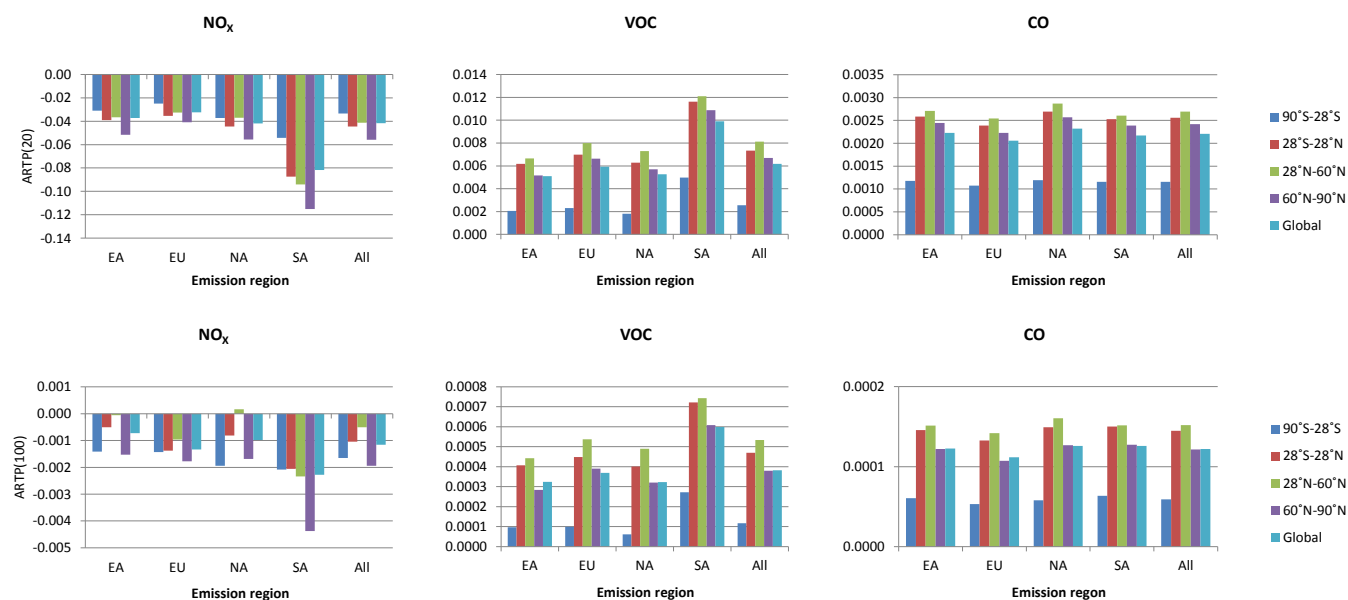 NOX
VOC
CO
ARTP(20)
0.00
-0.02
-0.04
-0.06
-0.08
-0.10
-0.12
-0.14
EA EU NA SA All
Emission region
0.014
0.012
0.010
0.008
0.006
0.004
0.002
0.000
EA EU NA SA All
Emission region
0.0035
0.0030
0.0025
0.0020
0.0015
0.0010
0.0005
0.0000
EA EU NA SA All
Emission region
90˚S-28˚S
28˚S-28˚N
28˚N-60˚N
60˚N-90˚N
Global
NOX
VOC
CO
ARTP(100)
0.001
0.000
-0.001
-0.002
-0.003
-0.004
-0.005
EA EU NA SA All
Emission region
0.0008
0.0007
0.0006
0.0005
0.0004
0.0003
0.0002
0.0001
0.0000
EA EU NA SA All
Emission region
0.0002
0.0001
0.0000
EA EU NA SA All
Emission regon
90˚S-28˚S
28˚S-28˚N
28˚N-60˚N
60˚N-90˚N
Global